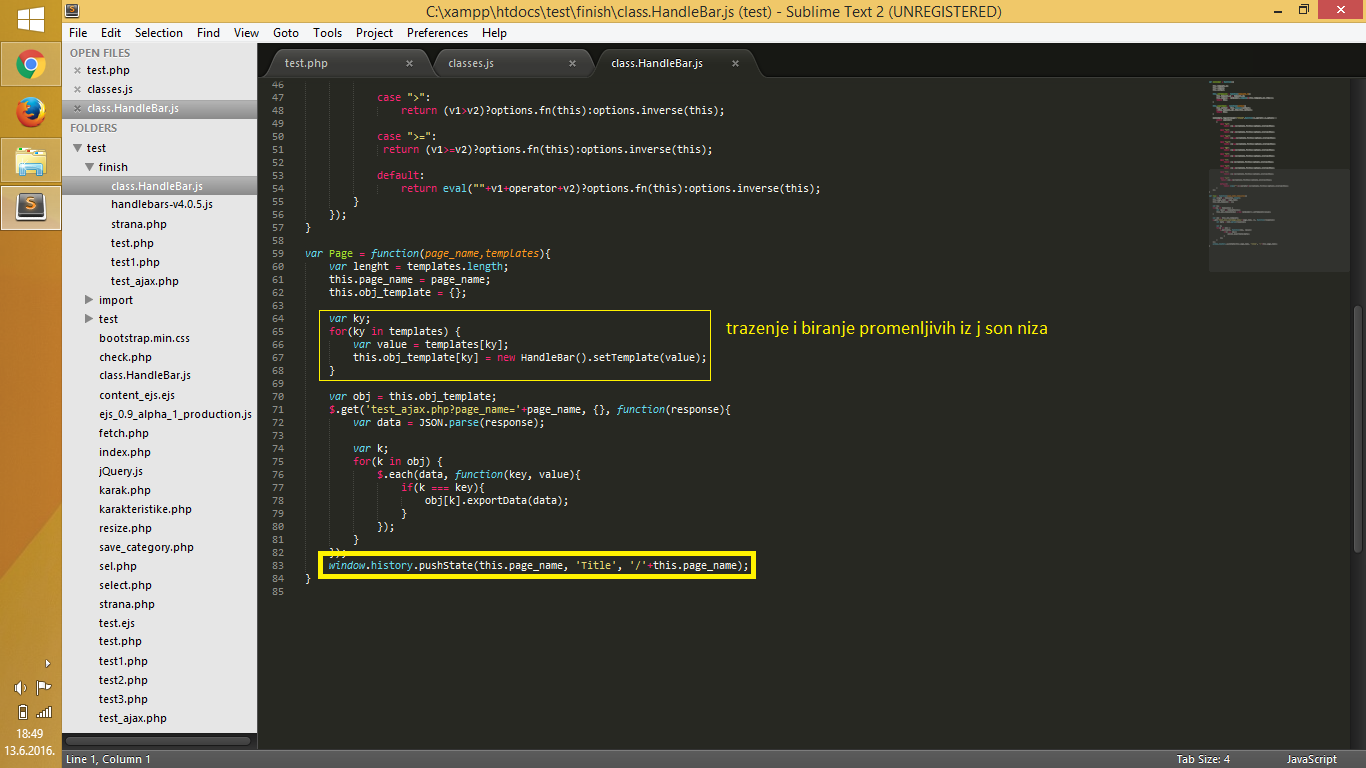 C:\xampp\htdocs\test\finish\class.HandleBar.js (test) - Sublime Text 2 (UNREGISTERED)
File Edit Selection Find View Goto Tools Project Preferences Help
OPEN FILES
test.php
classes.js
class.HandleBar.js
FOLDERS
test
finish
class.HandleBar.js
handlebars-v4.0.5.js
strana.php
test.php
test1.php
test_ajax.php
import
test
bootstrap.min.css
check.php
class.HandleBar.js
content_ejs.ejs
ejs_0.9_alpha_1_production.js
fetch.php
index.php
jQuery.js
karak.php
karakteristike.php
resize.php
save_category.php
sel.php
select.php
strana.php
test.ejs
test.php
test1.php
test2.php
test3.php
test_ajax.php
test.php classes.js class.HandleBar.js
46
47 case ">":
48 return (v1>v2)?options.fn(this):options.inverse(this);
49
50 case ">=":
51 return (v1>=v2)?options.fn(this):options.inverse(this);
52
53 default:
54 return eval(""+v1+operator+v2)?options.fn(this):options.inverse(this);
55 }
56 });
57 }
58
59 var Page = function(page_name,templates){
60 var lenght = templates.length;
61 this.page_name = page_name;
62 this.obj_template = {};
63
64 var ky;
65 for(ky in templates) {
66 var value = templates[ky];
67 this.obj_template[ky] = new HandleBar().setTemplate(value);
68 }
69
70 var obj = this.obj_template;
71 $.get('test_ajax.php?page_name='+page_name, {}, function(response){
72 var data = JSON.parse(response);
73
74 var k;
75 for(k in obj) {
76 $.each(data, function(key, value){
77 if(k === key){
78 obj[k].exportData(data);
79 }
80 });
81 }
82 });
83 window.history.pushState(this.page_name, 'Title', '/'+this.page_name);
84 }
85
trazenje i biranje promenljivih iz j son niza
18:49
13.6.2016.
Line 1, Column 1 Tab Size: 4 JavaScript